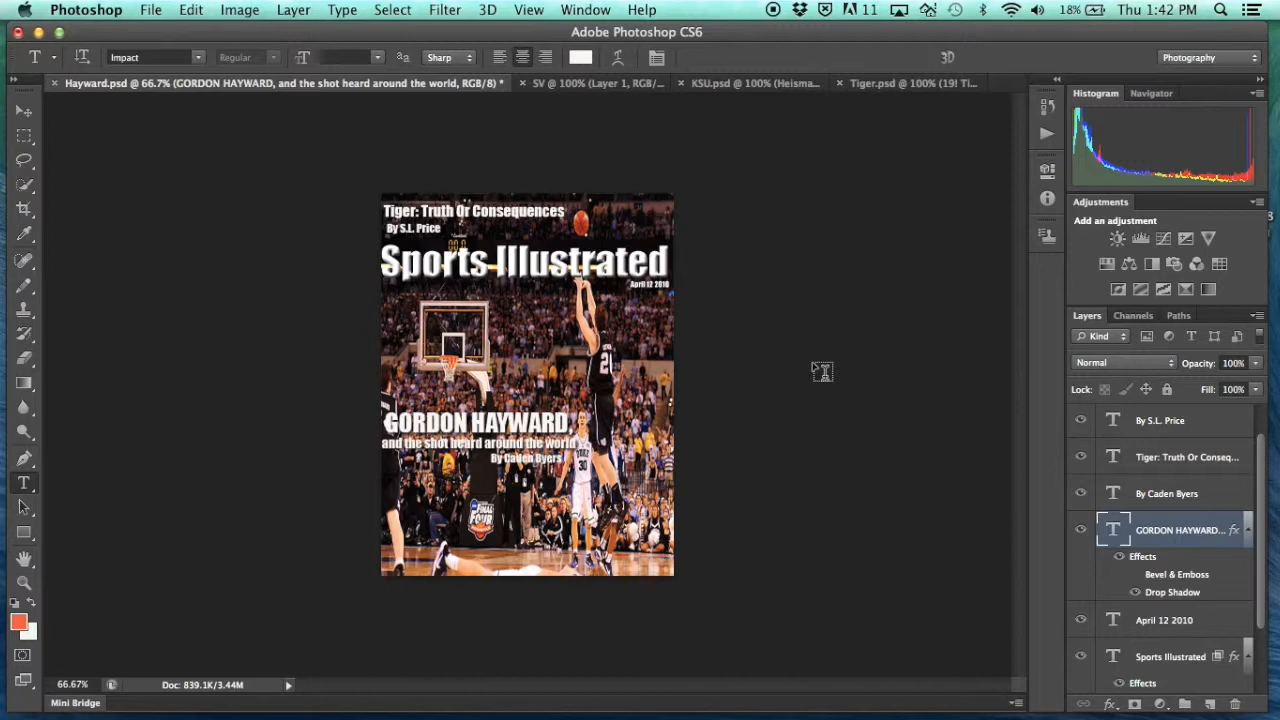 Photoshop File Edit Image Layer Type Select Filter 3D View Window Help 11 18% Thu 1:42 PM
Adobe Photoshop CS6
T Impact Regular Sharp 3D Photography
Hayward.psd @ 66.7% (GORDON HAYWARD, and the shot heard around the world, RGB/8) * SV @ 100% (Layer 1, RGB/... KSU.psd @ 100% (Heisma... Tiger.psd @ 100% (19! Ti...
Histogram Navigator
Adjustments
Add an adjustment
Tiger: Truth Or Consequences
By S.L. Price
Sports Illustrated
April 12 2010
GORDON HAYWARD,
and the shot heard around the world
By Caden Byers
DUKE
30
FINAL
FOUR
Layers Channels Paths
Kind
Normal Opacity: 100%
Lock: Fill: 100%
By S.L. Price
Tiger: Truth Or Conseq...
By Caden Byers
GORDON HAYWARD... fx
Effects
Bevel & Emboss
Drop Shadow
April 12 2010
Sports Illustrated fx
Effects
66.67% Doc: 839.1K/3.44M
Mini Bridge